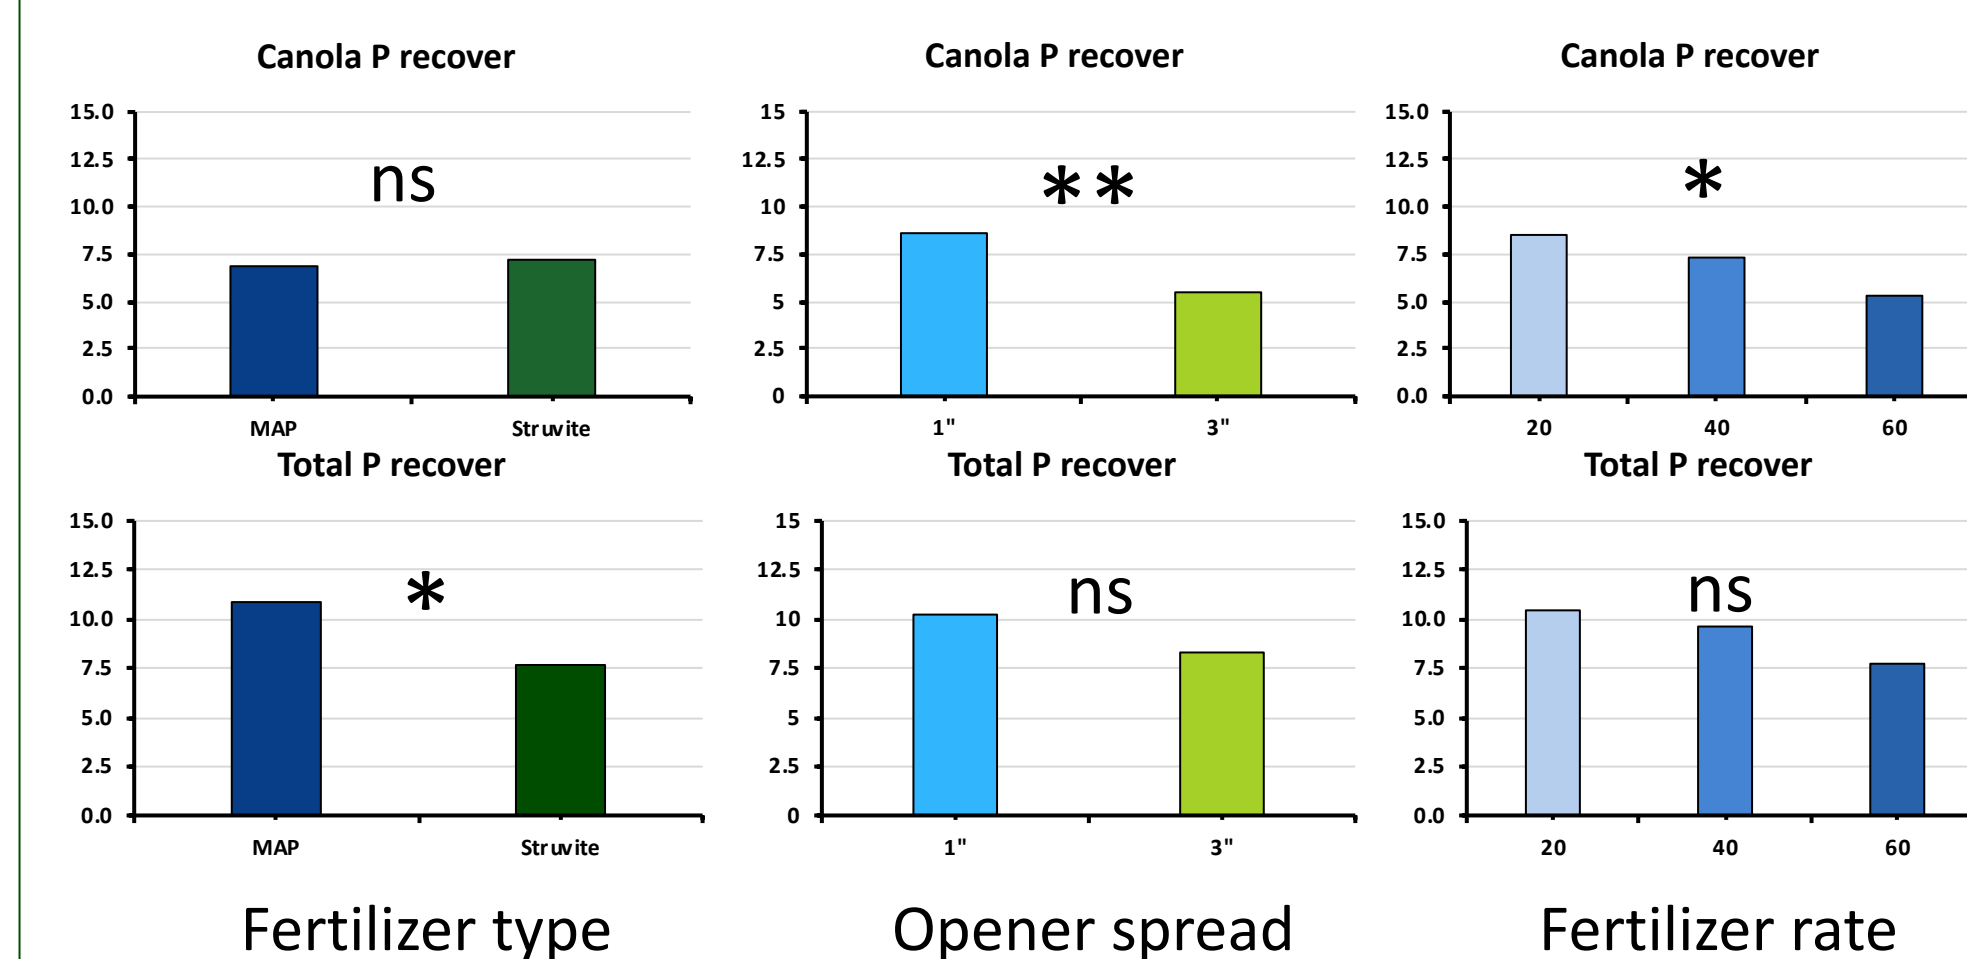 Canola P recover
15.0
12.5
10.0
7.5
5.0
2.5
0.0
ns
MAP Struvite
Canola P recover
15
12.5
10
7.5
5
2.5
0
**
1" 3"
Canola P recover
15.0
12.5
10.0
7.5
5.0
2.5
0.0
*
20 40 60
Total P recover
15.0
12.5
10.0
7.5
5.0
2.5
0.0
*
MAP Struvite
Total P recover
15
12.5
10
7.5
5
2.5
0
ns
1" 3"
Total P recover
15.0
12.5
10.0
7.5
5.0
2.5
0.0
ns
20 40 60
Fertilizer type
Opener spread
Fertilizer rate